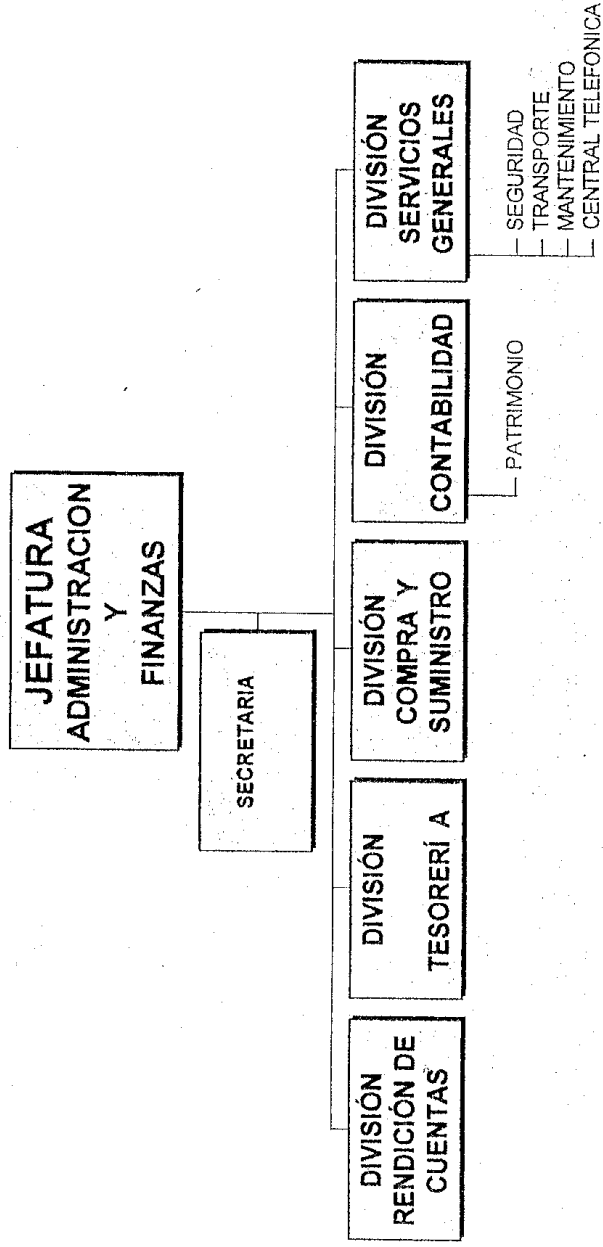 JEFATURA
ADMINISTRACION
Y
FINANZAS
SECRETARIA
DIVISIÓN
RENDICIÓN DE
CUENTAS
DIVISIÓN
TESORERÍ A
DIVISIÓN
COMPRA Y
SUMINISTRO
DIVISIÓN
CONTABILIDAD
PATRIMONIO
DIVISIÓN
SERVICIOS
GENERALES
SEGURIDAD
TRANSPORTE
MANTENIMIENTO
CENTRAL TELEFONICA